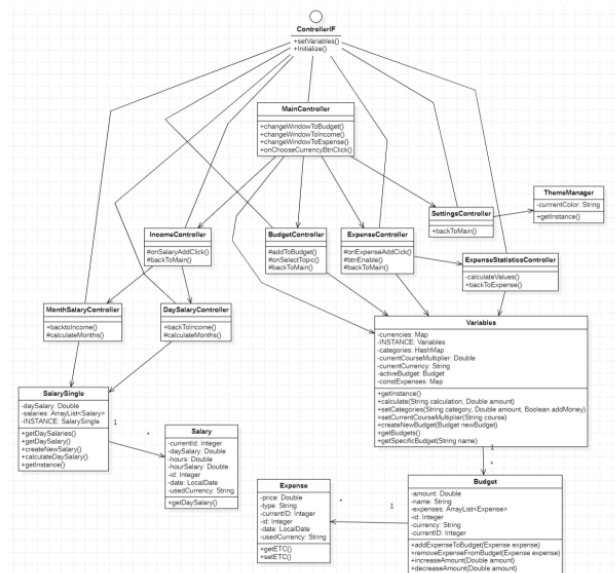 ControllerIF
+setVariables()
+Initialize()
MainController
+changeWindowToBudget()
+changeWindowToIncome()
+changeWindowToEspense()
+onChooseCurrencyBtnClick()
ThemeManager
-currentColor: String
+getInstance()
SettingsController
+backToMain()
IncomeController
#onSalaryAddClick()
#backToMain()
BudgetController
#addToBudget()
#onSelectTopic()
#backToMain()
ExpenseController
#onExpenseAddCick()
#btnEnable()
#backToMain()
ExpenseStatisticsController
-calculateValues()
+backToExpense()
MonthSalaryController
+backtoIncome()
#calculateMonths()
DaySalaryController
+backToIncome()
#calculateMonths()
Variables
-currencies: Map
-INSTANCE: Variables
-categories: HashMap
-currentCourseMultiplier: Double
-currentCurrency: String
-activeBudget: Budget
-constExpenses: Map
+getInstance()
+calculate(String calculation, Double amount)
+setCategories(String category, Double amount, Boolean addMoney)
+setCurrentCourseMultiplier(String course)
+createNewBudget(Budget newBudget)
+getBudgets()
+getSpecificBudget(String name)
SalarySingle
-daySalary: Double
-salaries: ArrayList<Salary>
-INSTANCE: SalarySingle
+getDaySalaries()
+getDaySalary()
+createNewSalary()
+calculateDaySalary()
+getInstance()
1
*
Salary
-currentId: Integer
-daySalary: Double
-hours: Double
-hourSalary: Double
-id: Integer
-date: LocalDate
-usedCurrency: String
+getDaySalary()
1
*
Budget
-amount: Double
-name: String
-expenses: ArrayList<Expense>
-id: Integer
-currency: String
-currentID: Integer
+addExpenseToBudget(Expense expense)
+removeExpenseFromBudget(Expense expense)
+increaseAmount(Double amount)
+decreaseAmount(Double amount)
1
*
Expense
-price: Double
-type: String
-currentID: Integer
-id: Integer
-date: LocalDate
-usedCurrency: String
+getETC()
+setETC()